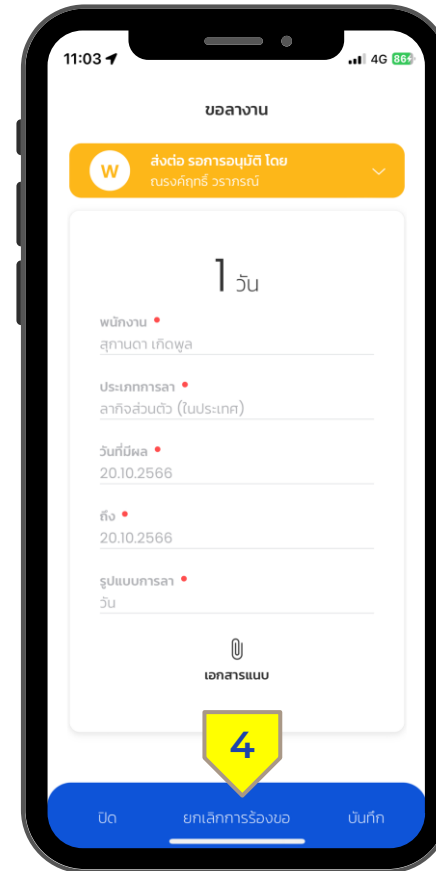 11:03
4G 86
ขอลางาน
W
ส่งต่อ รอการอนุมัติ โดย
ณรงค์ฤทธิ์ วราภรณ์
1 วัน
พนักงาน
สุกานดา เกิดพูล
ประเภทการลา
ลากิจส่วนตัว (ในประเทศ)
วันที่มีผล
20.10.2566
ถึง
20.10.2566
รูปแบบการลา
วัน
เอกสารแนบ
4
ปิด ยกเลิกการร้องขอ บันทึก